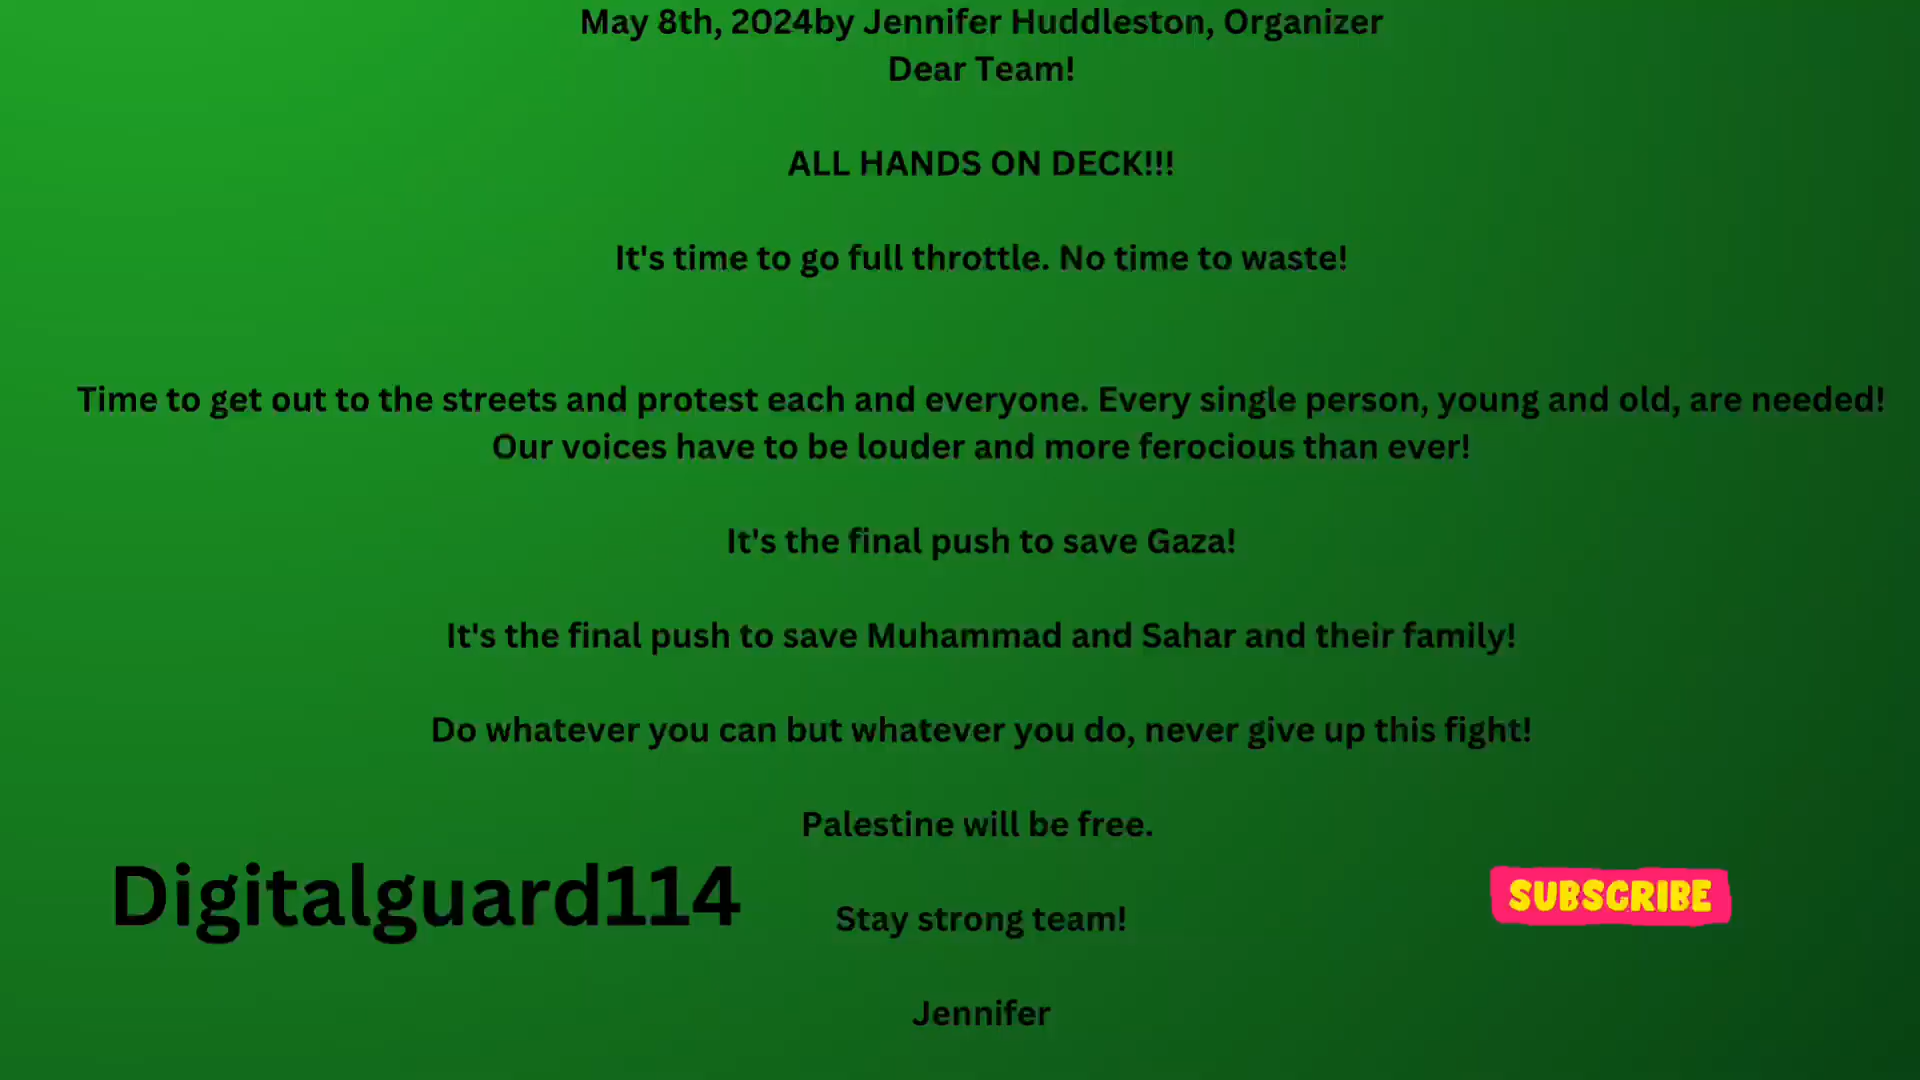 May 8th, 2024by Jennifer Huddleston, Organizer
Dear Team!
ALL HANDS ON DECK!!!
It's time to go full throttle. No time to waste!
Time to get out to the streets and protest each and everyone. Every single person, young and old, are needed!
Our voices have to be louder and more ferocious than ever!
It's the final push to save Gaza!
It's the final push to save Muhammad and Sahar and their family!
Do whatever you can but whatever you do, never give up this fight!
Palestine will be free.
Digitalguard114
SUBSCRIBE
Stay strong team!
Jennifer